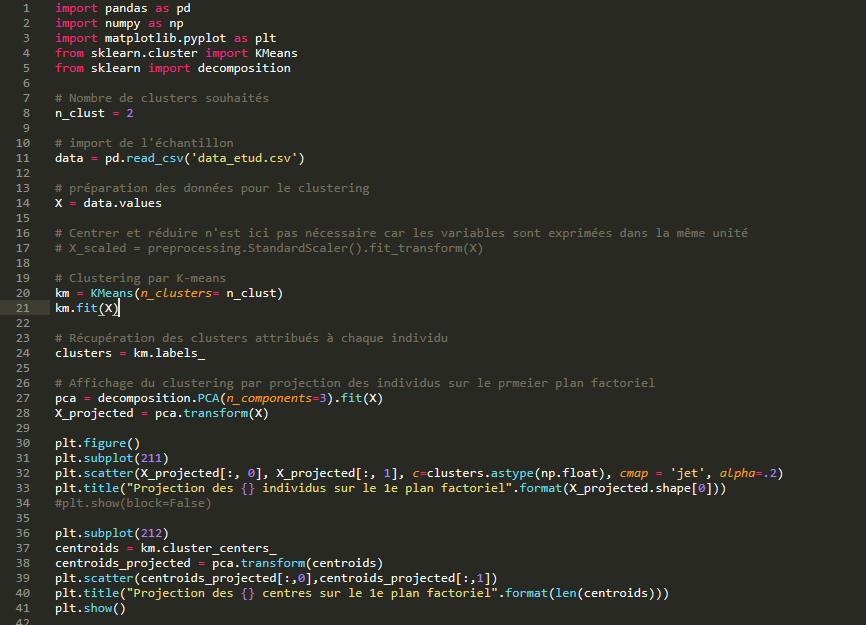 1 import pandas as pd
2 import numpy as np
3 import matplotlib.pyplot as plt
4 from sklearn.cluster import KMeans
5 from sklearn import decomposition
6
7 # Nombre de clusters souhaités
8 n_clust = 2
9
10 # import de l'échantillon
11 data = pd.read_csv('data_etud.csv')
12
13 # préparation des données pour le clustering
14 X = data.values
15
16 # Centrer et réduire n'est ici pas nécessaire car les variables sont exprimées dans la même unité
17 # X_scaled = preprocessing.StandardScaler().fit_transform(X)
18
19 # Clustering par K-means
20 km = KMeans(n_clusters= n_clust)
21 km.fit(X)
22
23 # Récupération des clusters attribués à chaque individu
24 clusters = km.labels_
25
26 # Affichage du clustering par projection des individus sur le prmeier plan factoriel
27 pca = decomposition.PCA(n_components=3).fit(X)
28 X_projected = pca.transform(X)
29
30 plt.figure()
31 plt.subplot(211)
32 plt.scatter(X_projected[:, 0], X_projected[:, 1], c=clusters.astype(np.float), cmap = 'jet', alpha=.2)
33 plt.title("Projection des {} individus sur le 1e plan factoriel".format(X_projected.shape[0]))
34 #plt.show(block=False)
35
36 plt.subplot(212)
37 centroids = km.cluster_centers_
38 centroids_projected = pca.transform(centroids)
39 plt.scatter(centroids_projected[:,0],centroids_projected[:,1])
40 plt.title("Projection des {} centres sur le 1e plan factoriel".format(len(centroids)))
41 plt.show()
42